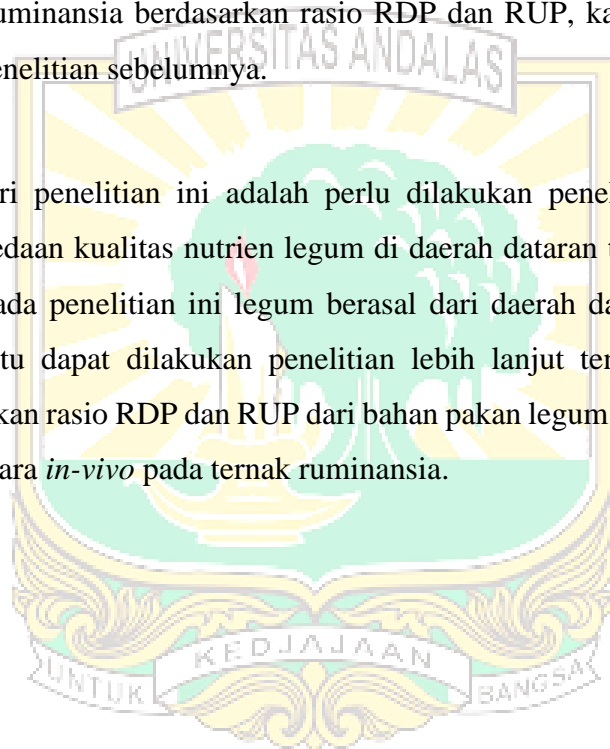 uminansia berdasarkan rasio RDP dan RUP, ka
enelitian sebelumnya.
UNIVERSITAS ANDALAS
ri penelitian ini adalah perlu dilakukan penel
edaan kualitas nutrien legum di daerah dataran t
ada penelitian ini legum berasal dari daerah da
tu dapat dilakukan penelitian lebih lanjut ter
kan rasio RDP dan RUP dari bahan pakan legum
ara in-vivo pada ternak ruminansia.
UNTUK KEDJAJAAN BANGSA